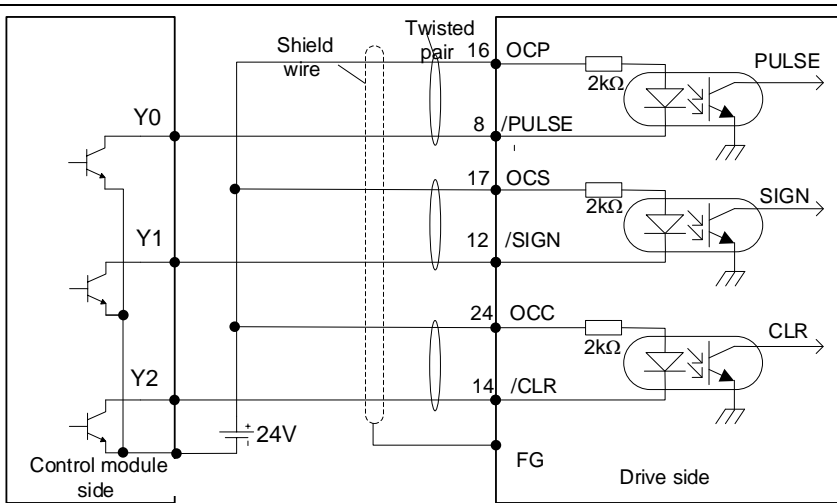 Shield
wire
Twisted
pair
16 OCP
2kΩ
PULSE
Y0
8 /PULSE
17 OCS
2kΩ
SIGN
Y1
12 /SIGN
24 OCC
2kΩ
CLR
Y2
14 /CLR
+
24V
-
FG
Control module
side
Drive side